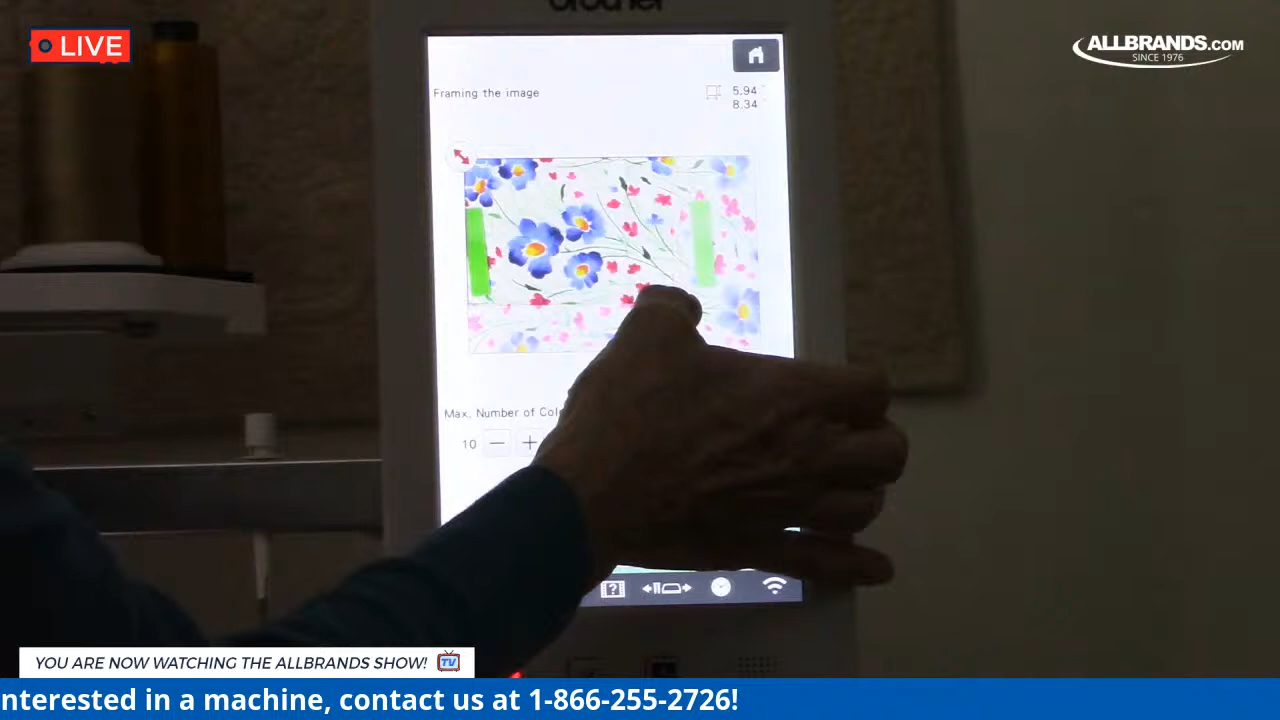 brother
LIVE
ALLBRANDS.COM
SINCE 1976
Framing the image
5.94
8.34
Max. Number of Col
10 − +
?
YOU ARE NOW WATCHING THE ALLBRANDS SHOW! TV
nterested in a machine, contact us at 1-866-255-2726!